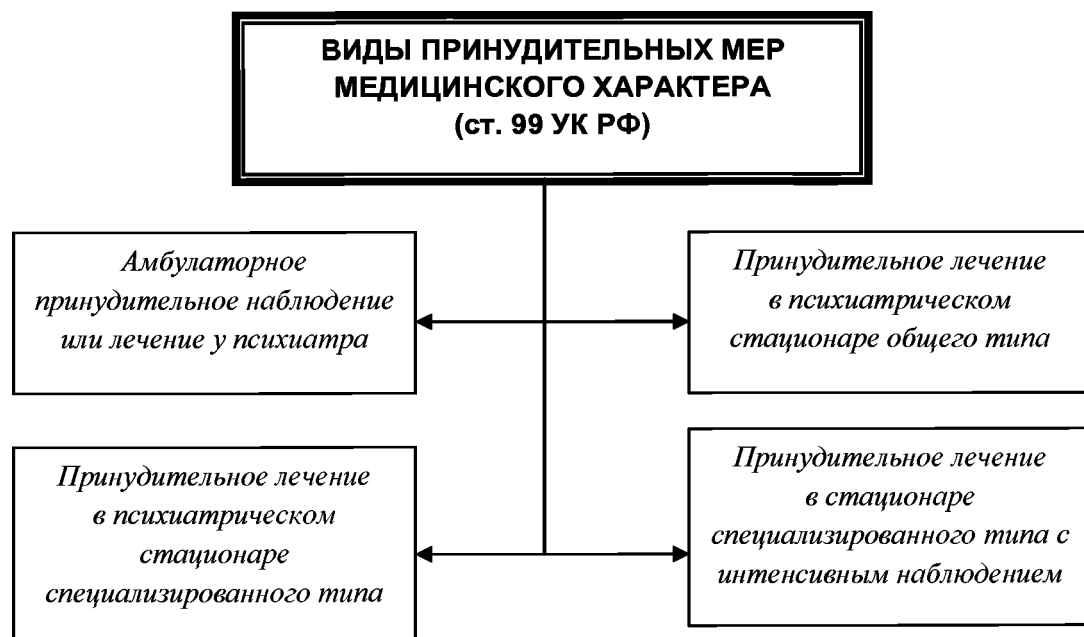 ВИДЫ ПРИНУДИТЕЛЬНЫХ МЕР
МЕДИЦИНСКОГО ХАРАКТЕРА
(ст. 99 УК РФ)
Амбулаторное
принудительное наблюдение
или лечение у психиатра
Принудительное лечение
в психиатрическом
стационаре общего типа
Принудительное лечение
в психиатрическом
стационаре
специализированного типа
Принудительное лечение
в стационаре
специализированного типа с
интенсивным наблюдением